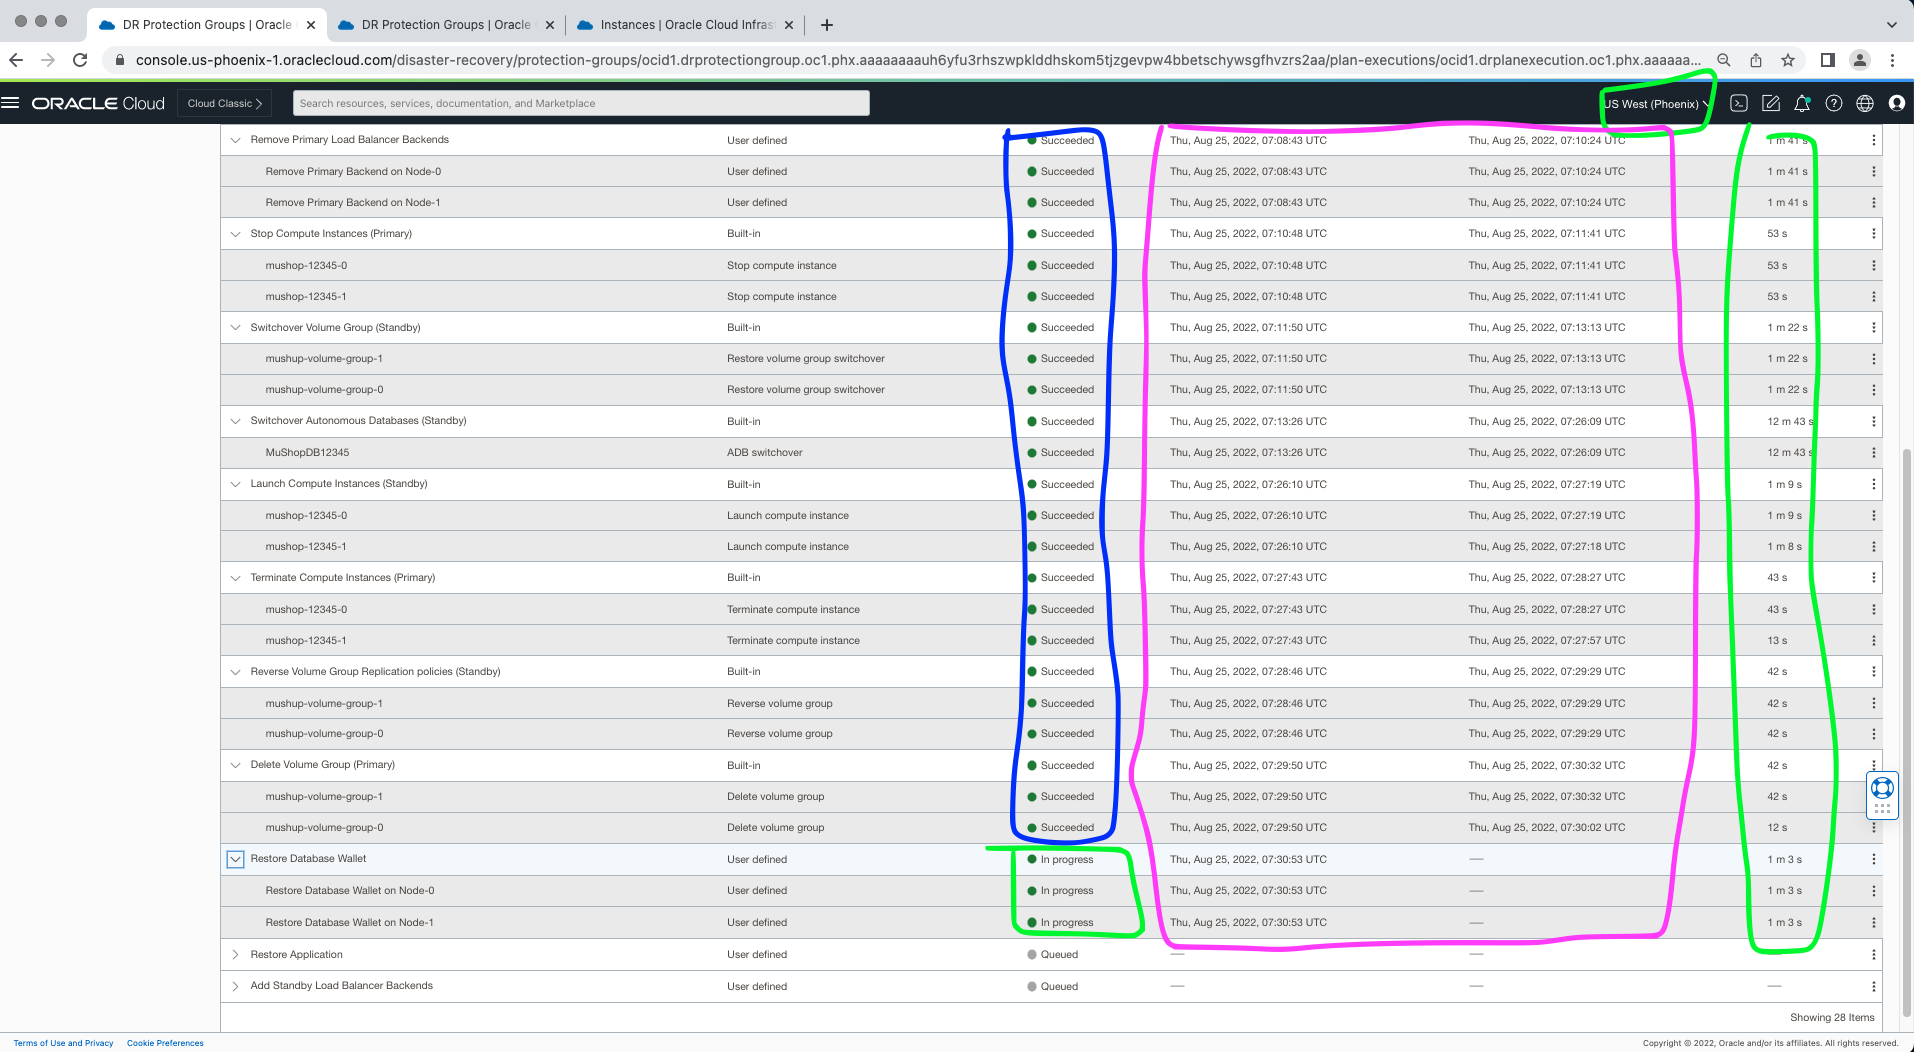 DR Protection Groups | Oracle
DR Protection Groups | Oracle
Instances | Oracle Cloud Infras
console.us-phoenix-1.oraclecloud.com/disaster-recovery/protection-groups/ocid1.drprotectiongroup.oc1.phx.aaaaaaaauh6yfu3rhszwpklddhskom5tjzgevpw4bbetschywsgfhvzrs2aa/plan-executions/ocid1.drplanexecution.oc1.phx.aaaaaa...
ORACLE Cloud
Cloud Classic >
Search resources, services, documentation, and Marketplace
US West (Phoenix)
Remove Primary Load Balancer Backends User defined Succeeded Thu, Aug 25, 2022, 07:08:43 UTC Thu, Aug 25, 2022, 07:10:24 UTC 1 m 41 s
Remove Primary Backend on Node-0 User defined Succeeded Thu, Aug 25, 2022, 07:08:43 UTC Thu, Aug 25, 2022, 07:10:24 UTC 1 m 41 s
Remove Primary Backend on Node-1 User defined Succeeded Thu, Aug 25, 2022, 07:08:43 UTC Thu, Aug 25, 2022, 07:10:24 UTC 1 m 41 s
Stop Compute Instances (Primary) Built-in Succeeded Thu, Aug 25, 2022, 07:10:48 UTC Thu, Aug 25, 2022, 07:11:41 UTC 53 s
mushop-12345-0 Stop compute instance Succeeded Thu, Aug 25, 2022, 07:10:48 UTC Thu, Aug 25, 2022, 07:11:41 UTC 53 s
mushop-12345-1 Stop compute instance Succeeded Thu, Aug 25, 2022, 07:10:48 UTC Thu, Aug 25, 2022, 07:11:41 UTC 53 s
Switchover Volume Group (Standby) Built-in Succeeded Thu, Aug 25, 2022, 07:11:50 UTC Thu, Aug 25, 2022, 07:13:13 UTC 1 m 22 s
mushup-volume-group-1 Restore volume group switchover Succeeded Thu, Aug 25, 2022, 07:11:50 UTC Thu, Aug 25, 2022, 07:13:13 UTC 1 m 22 s
mushup-volume-group-0 Restore volume group switchover Succeeded Thu, Aug 25, 2022, 07:11:50 UTC Thu, Aug 25, 2022, 07:13:13 UTC 1 m 22 s
Switchover Autonomous Databases (Standby) Built-in Succeeded Thu, Aug 25, 2022, 07:13:26 UTC Thu, Aug 25, 2022, 07:26:09 UTC 12 m 43 s
MuShopDB12345 ADB switchover Succeeded Thu, Aug 25, 2022, 07:13:26 UTC Thu, Aug 25, 2022, 07:26:09 UTC 12 m 43 s
Launch Compute Instances (Standby) Built-in Succeeded Thu, Aug 25, 2022, 07:26:10 UTC Thu, Aug 25, 2022, 07:27:19 UTC 1 m 9 s
mushop-12345-0 Launch compute instance Succeeded Thu, Aug 25, 2022, 07:26:10 UTC Thu, Aug 25, 2022, 07:27:19 UTC 1 m 9 s
mushop-12345-1 Launch compute instance Succeeded Thu, Aug 25, 2022, 07:26:10 UTC Thu, Aug 25, 2022, 07:27:18 UTC 1 m 8 s
Terminate Compute Instances (Primary) Built-in Succeeded Thu, Aug 25, 2022, 07:27:43 UTC Thu, Aug 25, 2022, 07:28:27 UTC 43 s
mushop-12345-0 Terminate compute instance Succeeded Thu, Aug 25, 2022, 07:27:43 UTC Thu, Aug 25, 2022, 07:28:27 UTC 43 s
mushop-12345-1 Terminate compute instance Succeeded Thu, Aug 25, 2022, 07:27:43 UTC Thu, Aug 25, 2022, 07:27:57 UTC 13 s
Reverse Volume Group Replication policies (Standby) Built-in Succeeded Thu, Aug 25, 2022, 07:28:46 UTC Thu, Aug 25, 2022, 07:29:29 UTC 42 s
mushup-volume-group-1 Reverse volume group Succeeded Thu, Aug 25, 2022, 07:28:46 UTC Thu, Aug 25, 2022, 07:29:29 UTC 42 s
mushup-volume-group-0 Reverse volume group Succeeded Thu, Aug 25, 2022, 07:28:46 UTC Thu, Aug 25, 2022, 07:29:29 UTC 42 s
Delete Volume Group (Primary) Built-in Succeeded Thu, Aug 25, 2022, 07:29:50 UTC Thu, Aug 25, 2022, 07:30:32 UTC 42 s
mushup-volume-group-1 Delete volume group Succeeded Thu, Aug 25, 2022, 07:29:50 UTC Thu, Aug 25, 2022, 07:30:32 UTC 42 s
mushup-volume-group-0 Delete volume group Succeeded Thu, Aug 25, 2022, 07:29:50 UTC Thu, Aug 25, 2022, 07:30:02 UTC 12 s
Restore Database Wallet User defined In progress Thu, Aug 25, 2022, 07:30:53 UTC — 1 m 3 s
Restore Database Wallet on Node-0 User defined In progress Thu, Aug 25, 2022, 07:30:53 UTC — 1 m 3 s
Restore Database Wallet on Node-1 User defined In progress Thu, Aug 25, 2022, 07:30:53 UTC — 1 m 3 s
Restore Application User defined Queued — — —
Add Standby Load Balancer Backends User defined Queued — — —
Showing 28 Items
Terms of Use and Privacy Cookie Preferences
Copyright © 2022, Oracle and/or its affiliates. All rights reserved.